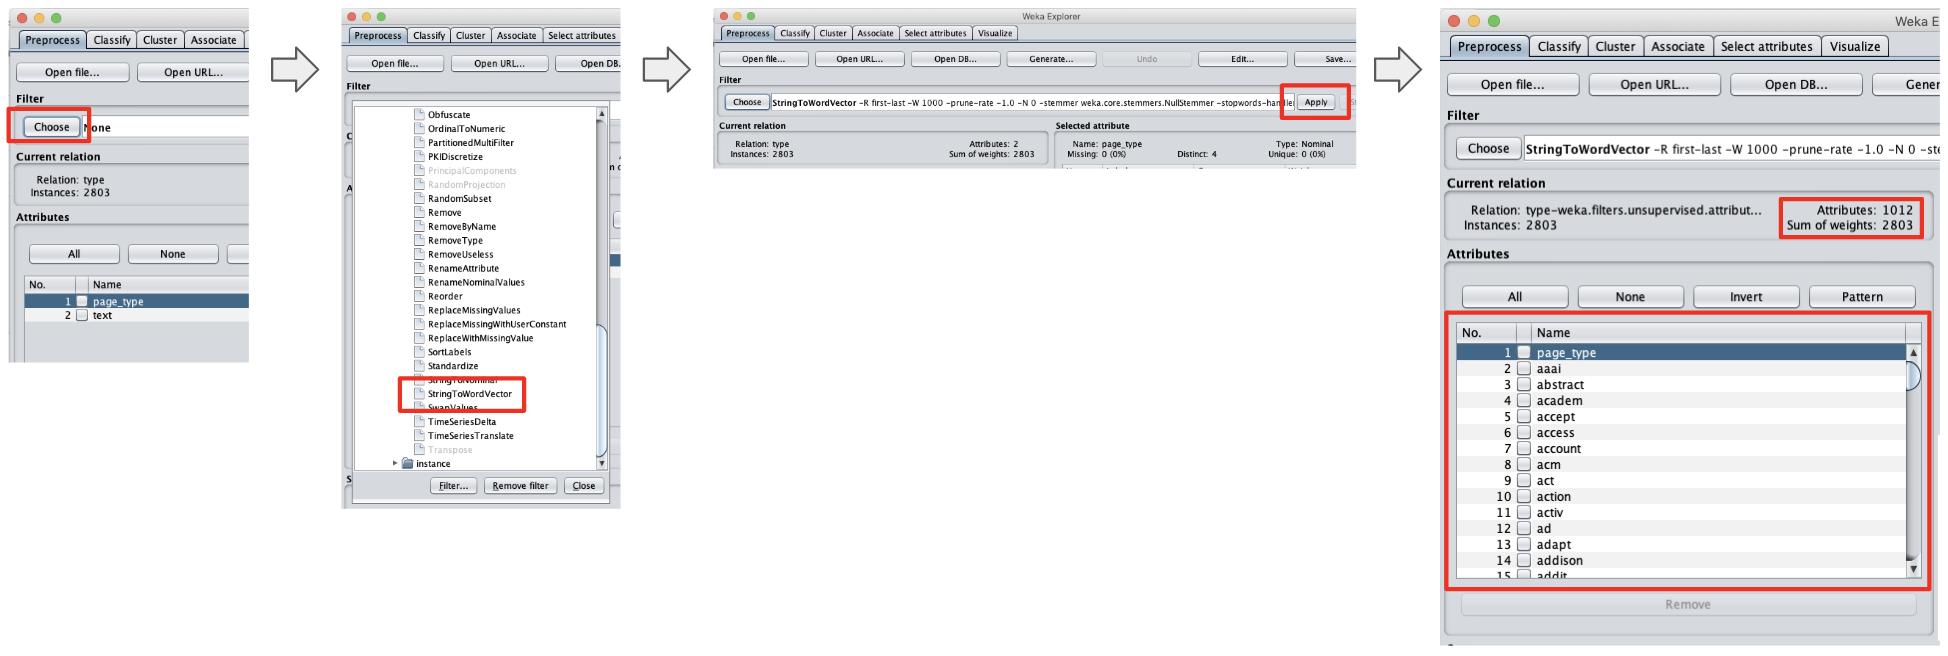 Preprocess Classify Cluster Associate
Open file... Open URL...
Filter
Choose None
Current relation
Relation: type
Instances: 2803
Attributes
All None
No. Name
1 page_type
2 text
Preprocess Classify Cluster Associate Select attributes
Open file... Open URL... Open DB.
Filter
Obfuscate
OrdinalToNumeric
PartitionedMultiFilter
PKIDiscretize
PrincipalComponents
RandomProjection
RandomSubset
Remove
RemoveByName
RemoveType
RemoveUseless
RenameAttribute
RenameNominalValues
Reorder
ReplaceMissingValues
ReplaceMissingWithUserConstant
ReplaceWithMissingValue
SortLabels
Standardize
StringToNominal
StringToWordVector
SwapValues
TimeSeriesDelta
TimeSeriesTranslate
Transpose
instance
Filter... Remove filter Close
Weka Explorer
Preprocess Classify Cluster Associate Select attributes Visualize
Open file... Open URL... Open DB... Generate... Undo Edit... Save...
Filter
Choose StringToWordVector -R first-last -W 1000 -prune-rate -1.0 -N 0 -stemmer weka.core.stemmers.NullStemmer -stopwords-handler Apply
Current relation Selected attribute
Relation: type Attributes: 2 Name: page_type Type: Nominal
Instances: 2803 Sum of weights: 2803 Missing: 0 (0%) Distinct: 4 Unique: 0 (0%)
Weka E
Preprocess Classify Cluster Associate Select attributes Visualize
Open file... Open URL... Open DB... Gener
Filter
Choose StringToWordVector -R first-last -W 1000 -prune-rate -1.0 -N 0 -ste
Current relation
Relation: type-weka.filters.unsupervised.attribut... Attributes: 1012
Instances: 2803 Sum of weights: 2803
Attributes
All None Invert Pattern
No. Name
1 page_type
2 aaai
3 abstract
4 academ
5 accept
6 access
7 account
8 acm
9 act
10 action
11 activ
12 ad
13 adapt
14 addison
15 addit
Remove